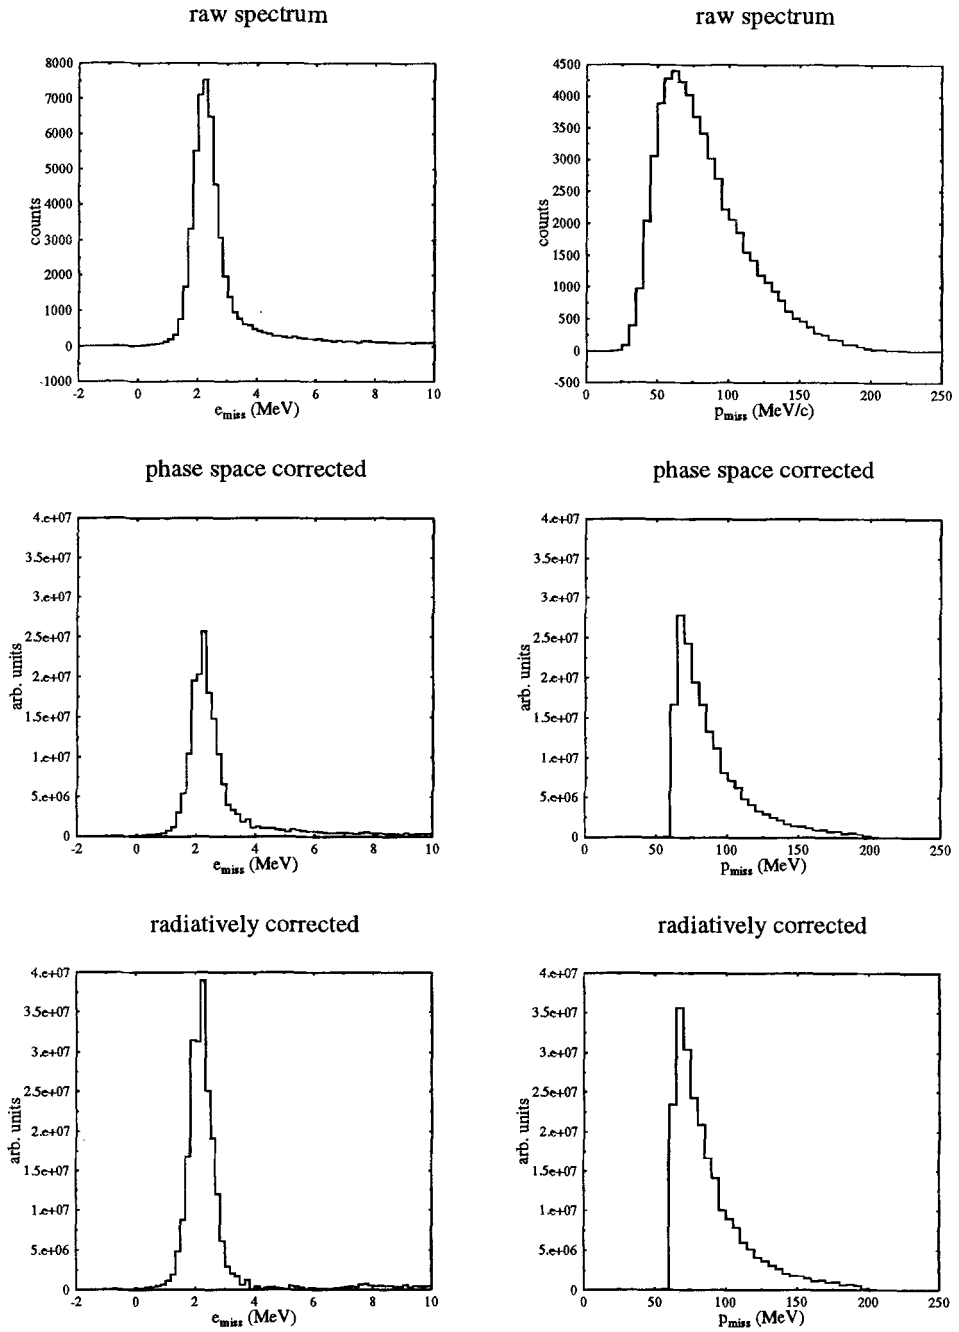 raw spectrum
8000
7000
6000
5000
4000
3000
2000
1000
0
-1000
counts
-2 0 2 4 6 8 10
e_miss (MeV)
raw spectrum
4500
4000
3500
3000
2500
2000
1500
1000
500
0
-500
counts
0 50 100 150 200 250
p_miss (MeV/c)
phase space corrected
4.e+07
3.5e+07
3.e+07
2.5e+07
2.e+07
1.5e+07
1.e+07
5.e+06
0
arb. units
-2 0 2 4 6 8 10
e_miss (MeV)
phase space corrected
4.e+07
3.5e+07
3.e+07
2.5e+07
2.e+07
1.5e+07
1.e+07
5.e+06
0
arb. units
0 50 100 150 200 250
p_miss (MeV)
radiatively corrected
4.e+07
3.5e+07
3.e+07
2.5e+07
2.e+07
1.5e+07
1.e+07
5.e+06
0
arb. units
-2 0 2 4 6 8 10
e_miss (MeV)
radiatively corrected
4.e+07
3.5e+07
3.e+07
2.5e+07
2.e+07
1.5e+07
1.e+07
5.e+06
0
arb. units
0 50 100 150 200 250
p_miss (MeV)